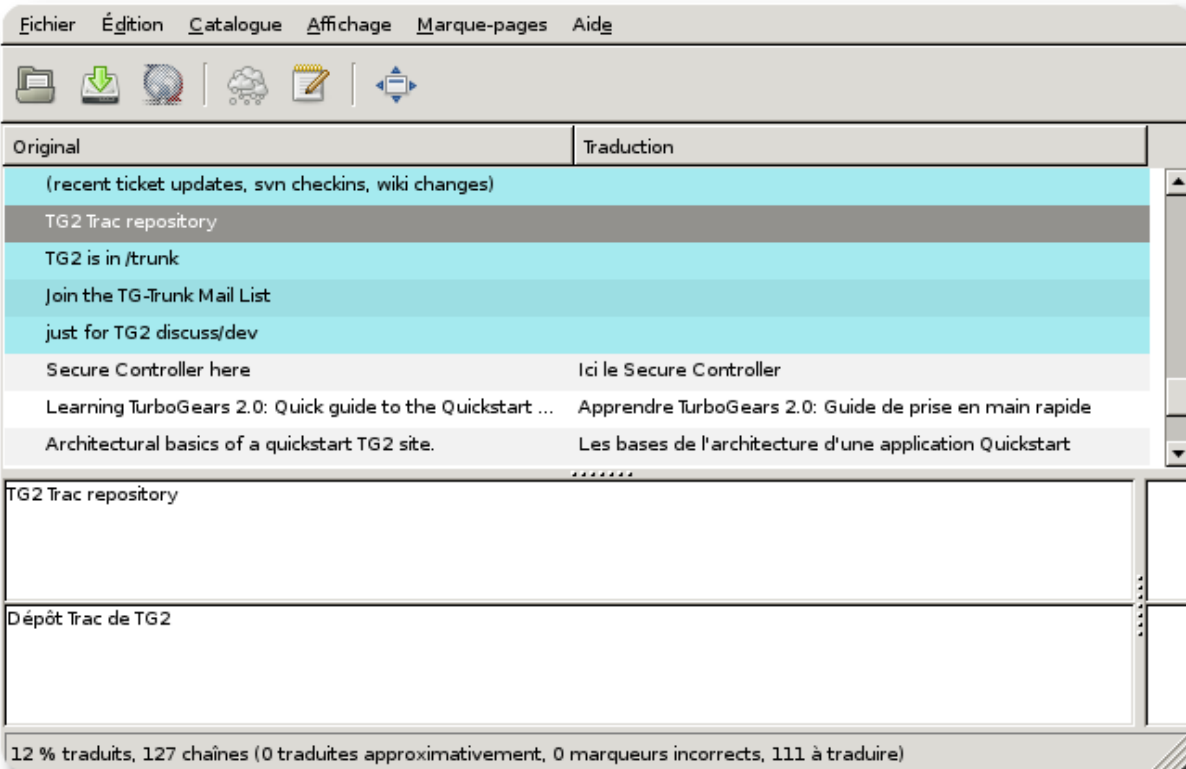 Fichier Édition Catalogue Affichage Marque-pages Aide
Original Traduction
(recent ticket updates, svn checkins, wiki changes)
TG2 Trac repository
TG2 is in /trunk
Join the TG-Trunk Mail List
just for TG2 discuss/dev
Secure Controller here Ici le Secure Controller
Learning TurboGears 2.0: Quick guide to the Quickstart ... Apprendre TurboGears 2.0: Guide de prise en main rapide
Architectural basics of a quickstart TG2 site. Les bases de l'architecture d'une application Quickstart
TG2 Trac repository
Dépôt Trac de TG2
12 % traduits, 127 chaînes (0 traduites approximativement, 0 marqueurs incorrects, 111 à traduire)